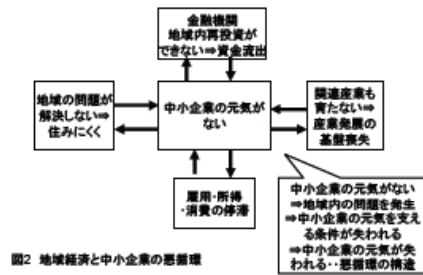 金融機関
地域内再投資が
できない⇒資金流出
地域の問題が
解決しない⇒
住みにくく
中小企業の元気が
ない
関連産業も
育たない⇒
産業発展の
基盤喪失
雇用・所得
・消費の停滞
中小企業の元気がない
⇒地域内の問題を発生
⇒中小企業の元気を支え
る条件が失われる
⇒中小企業の元気が失
われる・・悪循環の構造
図2 地域経済と中小企業の悪循環